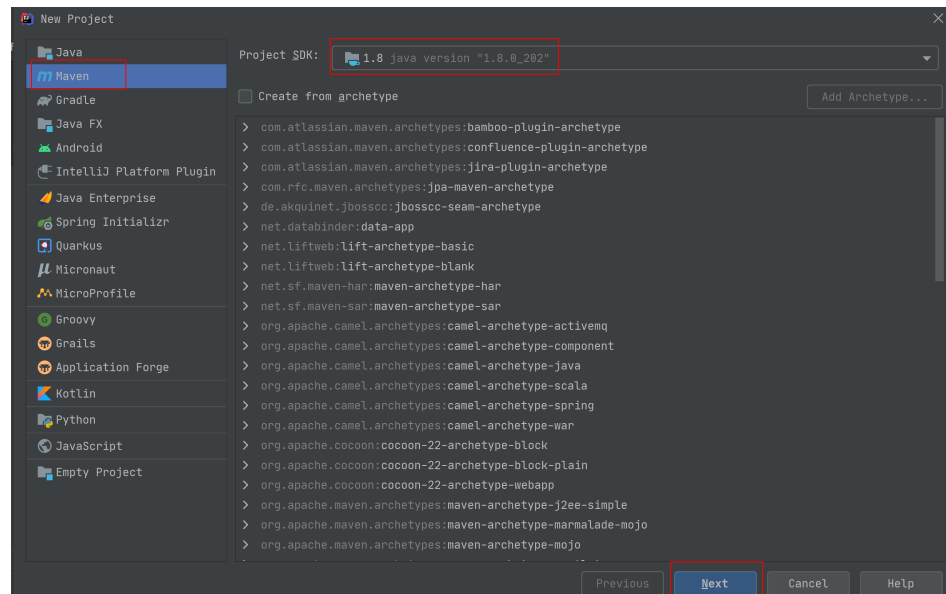 New Project
Java
Maven
Gradle
Java FX
Android
IntelliJ Platform Plugin
Java Enterprise
Spring Initializr
Quarkus
Micronaut
MicroProfile
Groovy
Grails
Application Forge
Kotlin
Python
JavaScript
Empty Project
Project SDK: 1.8 java version "1.8.0_202"
Create from archetype Add Archetype...
com.atlassian.maven.archetypes:bamboo-plugin-archetype
com.atlassian.maven.archetypes:confluence-plugin-archetype
com.atlassian.maven.archetypes:jira-plugin-archetype
com.rfc.maven.archetypes:jpa-maven-archetype
de.akquinet.jbosscc:jbosscc-seam-archetype
net.databinder:data-app
net.liftweb:lift-archetype-basic
net.liftweb:lift-archetype-blank
net.sf.maven-har:maven-archetype-har
net.sf.maven-sar:maven-archetype-sar
org.apache.camel.archetypes:camel-archetype-activemq
org.apache.camel.archetypes:camel-archetype-component
org.apache.camel.archetypes:camel-archetype-java
org.apache.camel.archetypes:camel-archetype-scala
org.apache.camel.archetypes:camel-archetype-spring
org.apache.camel.archetypes:camel-archetype-war
org.apache.cocoon:cocoon-22-archetype-block
org.apache.cocoon:cocoon-22-archetype-block-plain
org.apache.cocoon:cocoon-22-archetype-webapp
org.apache.maven.archetypes:maven-archetype-j2ee-simple
org.apache.maven.archetypes:maven-archetype-marmalade-mojo
org.apache.maven.archetypes:maven-archetype-mojo
Previous Next Cancel Help